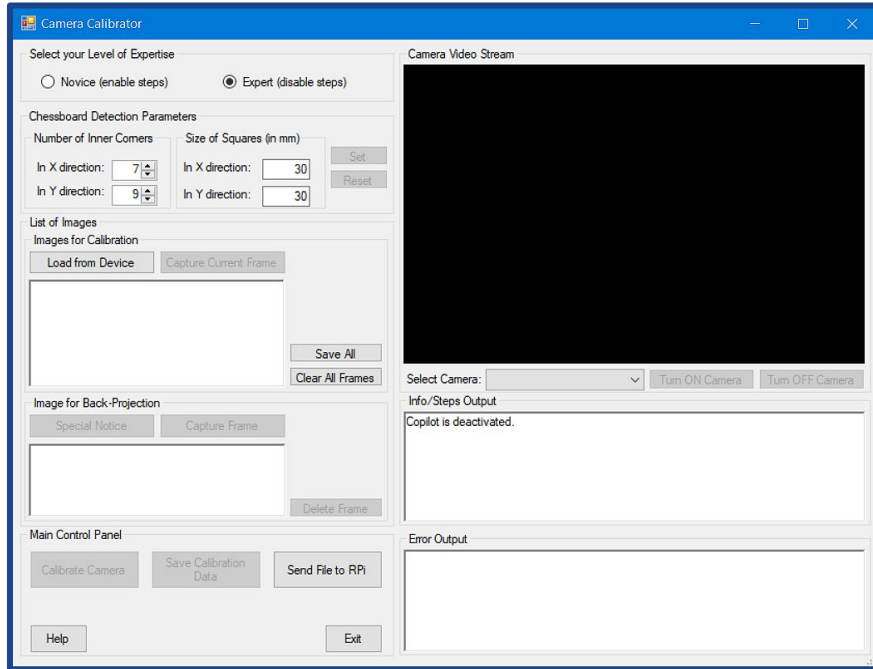 Camera Calibrator
Select your Level of Expertise
Novice (enable steps)
Expert (disable steps)
Chessboard Detection Parameters
Number of Inner Corners
In X direction: 7
In Y direction: 9
Size of Squares (in mm)
In X direction: 30
In Y direction: 30
Set
Reset
List of Images
Images for Calibration
Load from Device
Capture Current Frame
Save All
Clear All Frames
Image for Back-Projection
Special Notice
Capture Frame
Delete Frame
Main Control Panel
Calibrate Camera
Save Calibration
Data
Send File to RPi
Help
Exit
Camera Video Stream
Select Camera:
Turn ON Camera
Turn OFF Camera
Info/Steps Output
Copilot is deactivated.
Error Output